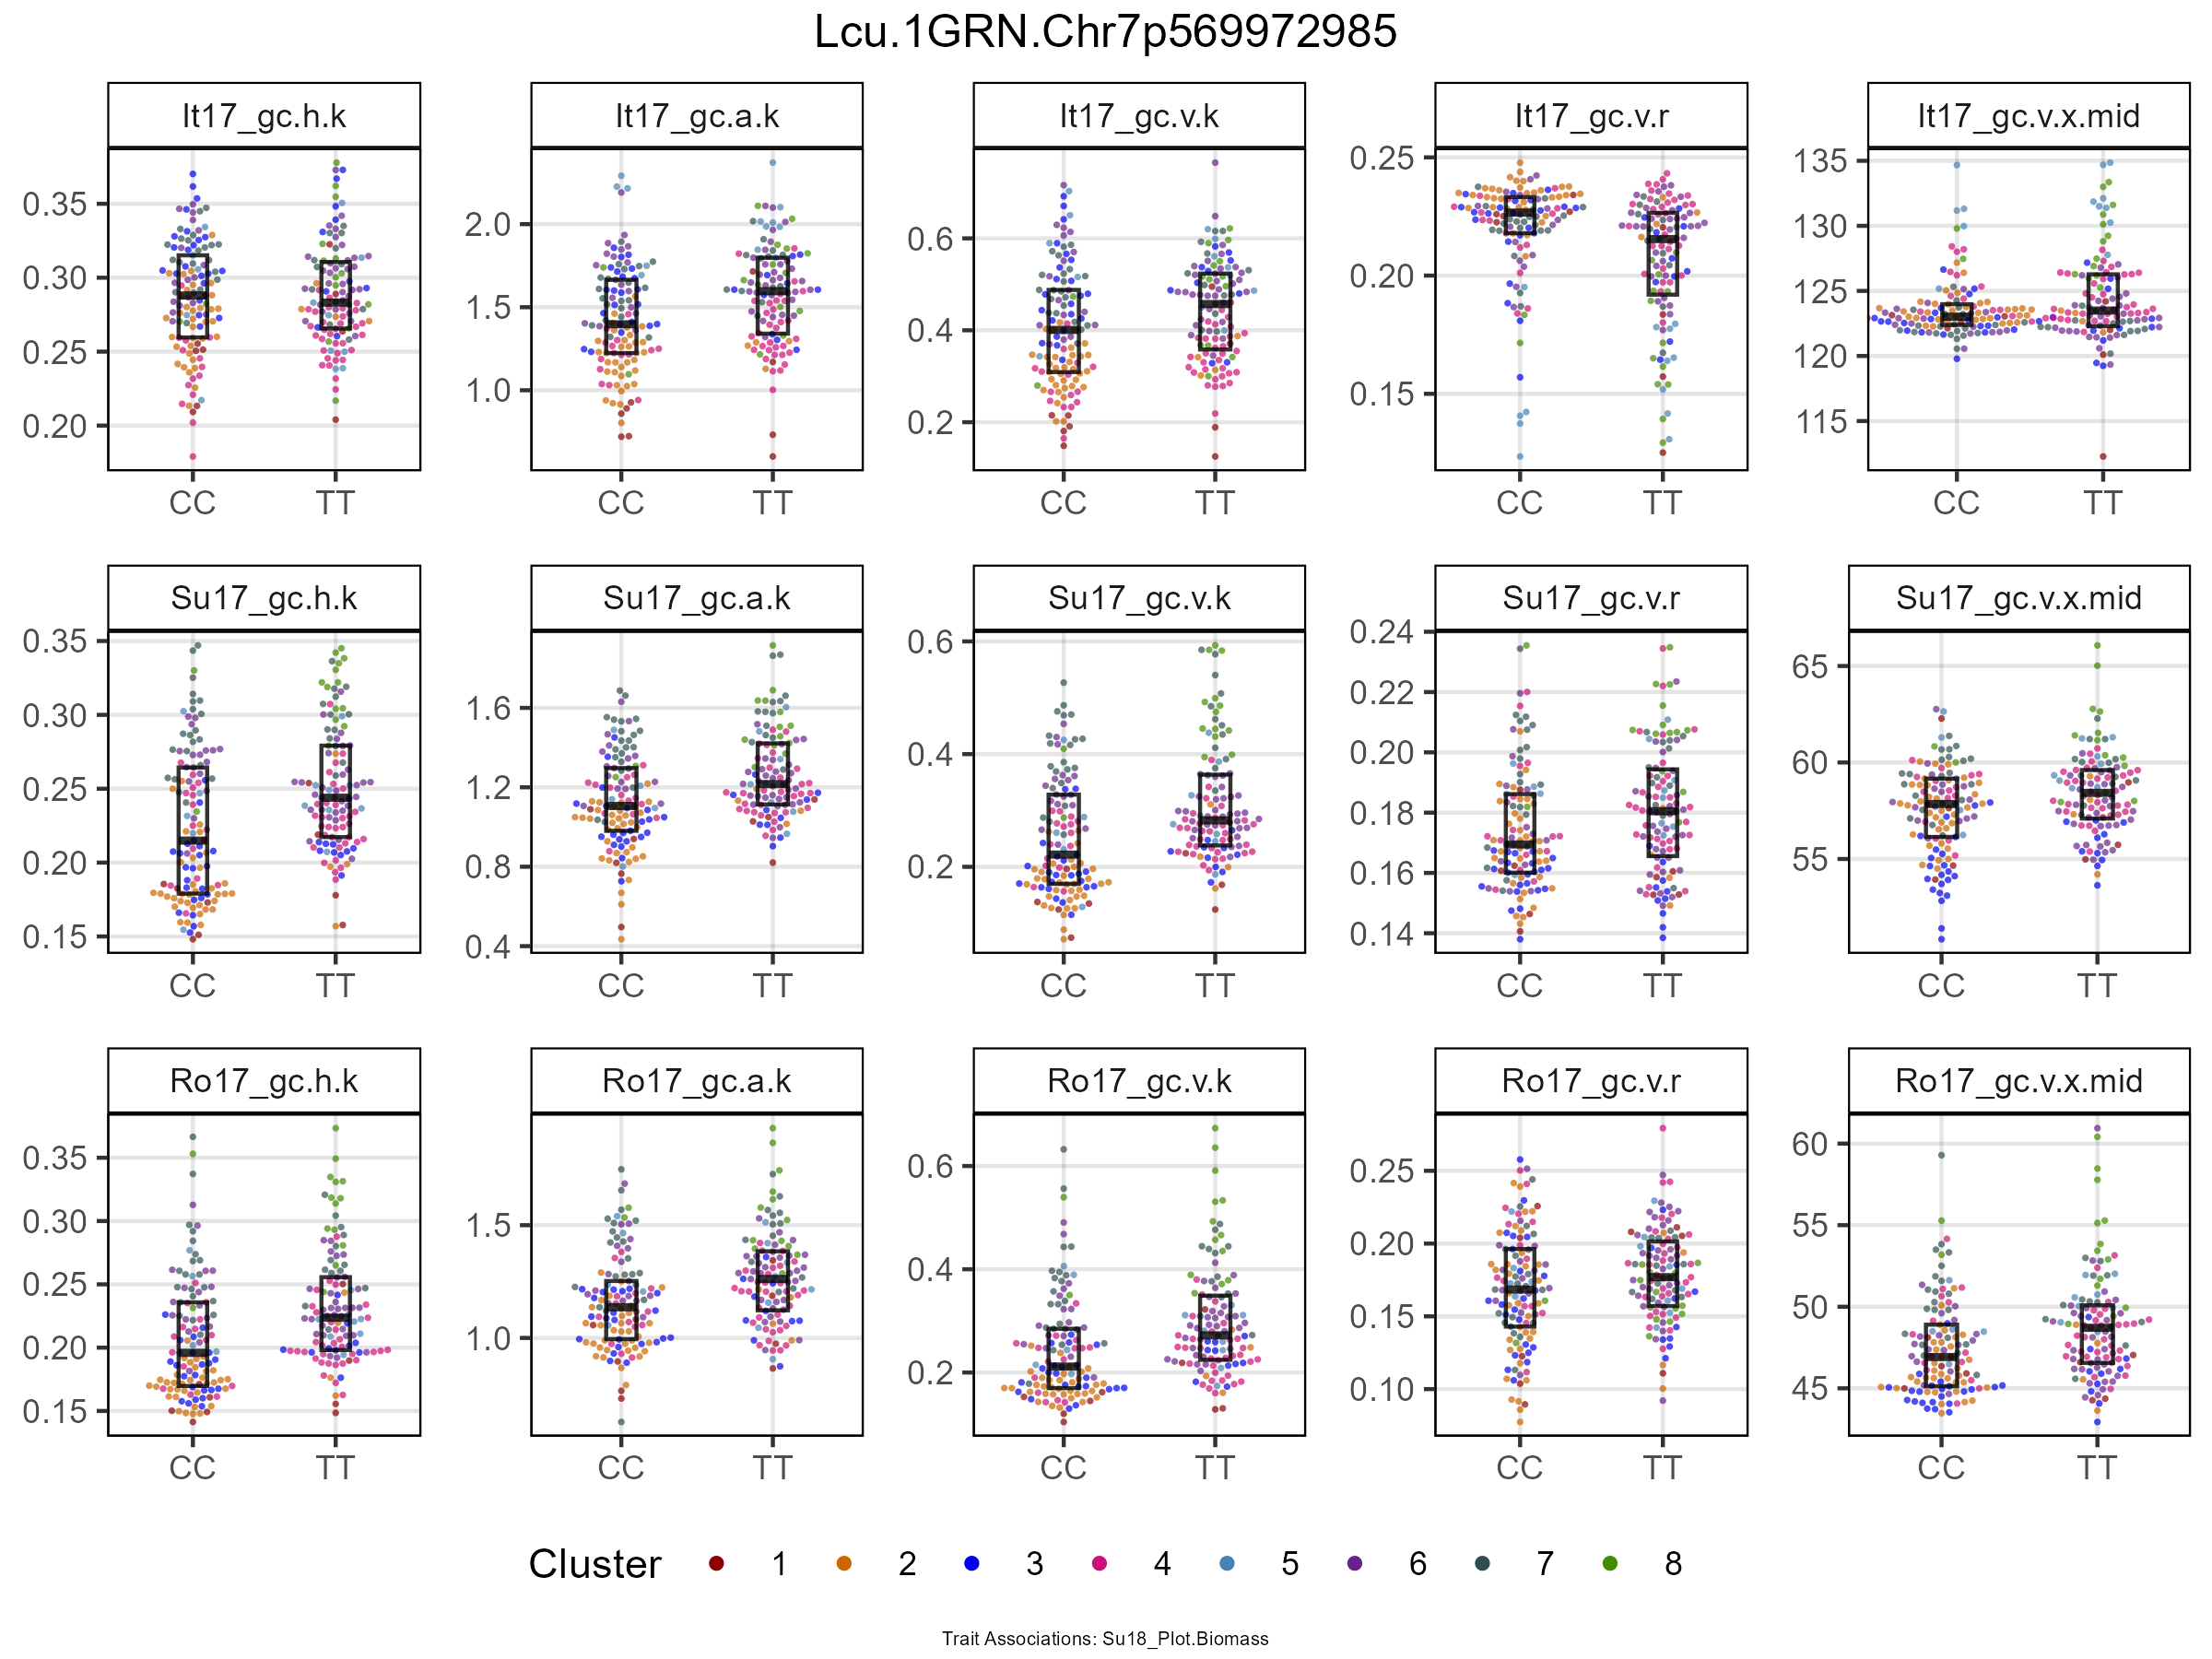 Lcu.1GRN.Chr7p569972985
It17_gc.h.k It17_gc.a.k It17_gc.v.k It17_gc.v.r It17_gc.v.x.mid
0.35 0.30 0.25 0.20
2.0 1.5 1.0
0.6 0.4 0.2
0.25 0.20 0.15
135 130 125 120 115
CC TT CC TT CC TT CC TT CC TT
Su17_gc.h.k Su17_gc.a.k Su17_gc.v.k Su17_gc.v.r Su17_gc.v.x.mid
0.35 0.30 0.25 0.20 0.15
1.6 1.2 0.8 0.4
0.6 0.4 0.2
0.24 0.22 0.20 0.18 0.16 0.14
65 60 55
CC TT CC TT CC TT CC TT CC TT
Ro17_gc.h.k Ro17_gc.a.k Ro17_gc.v.k Ro17_gc.v.r Ro17_gc.v.x.mid
0.35 0.30 0.25 0.20 0.15
1.5 1.0
0.6 0.4 0.2
0.25 0.20 0.15 0.10
60 55 50 45
CC TT CC TT CC TT CC TT CC TT
Cluster 1 2 3 4 5 6 7 8
Trait Associations: Su18_Plot.Biomass